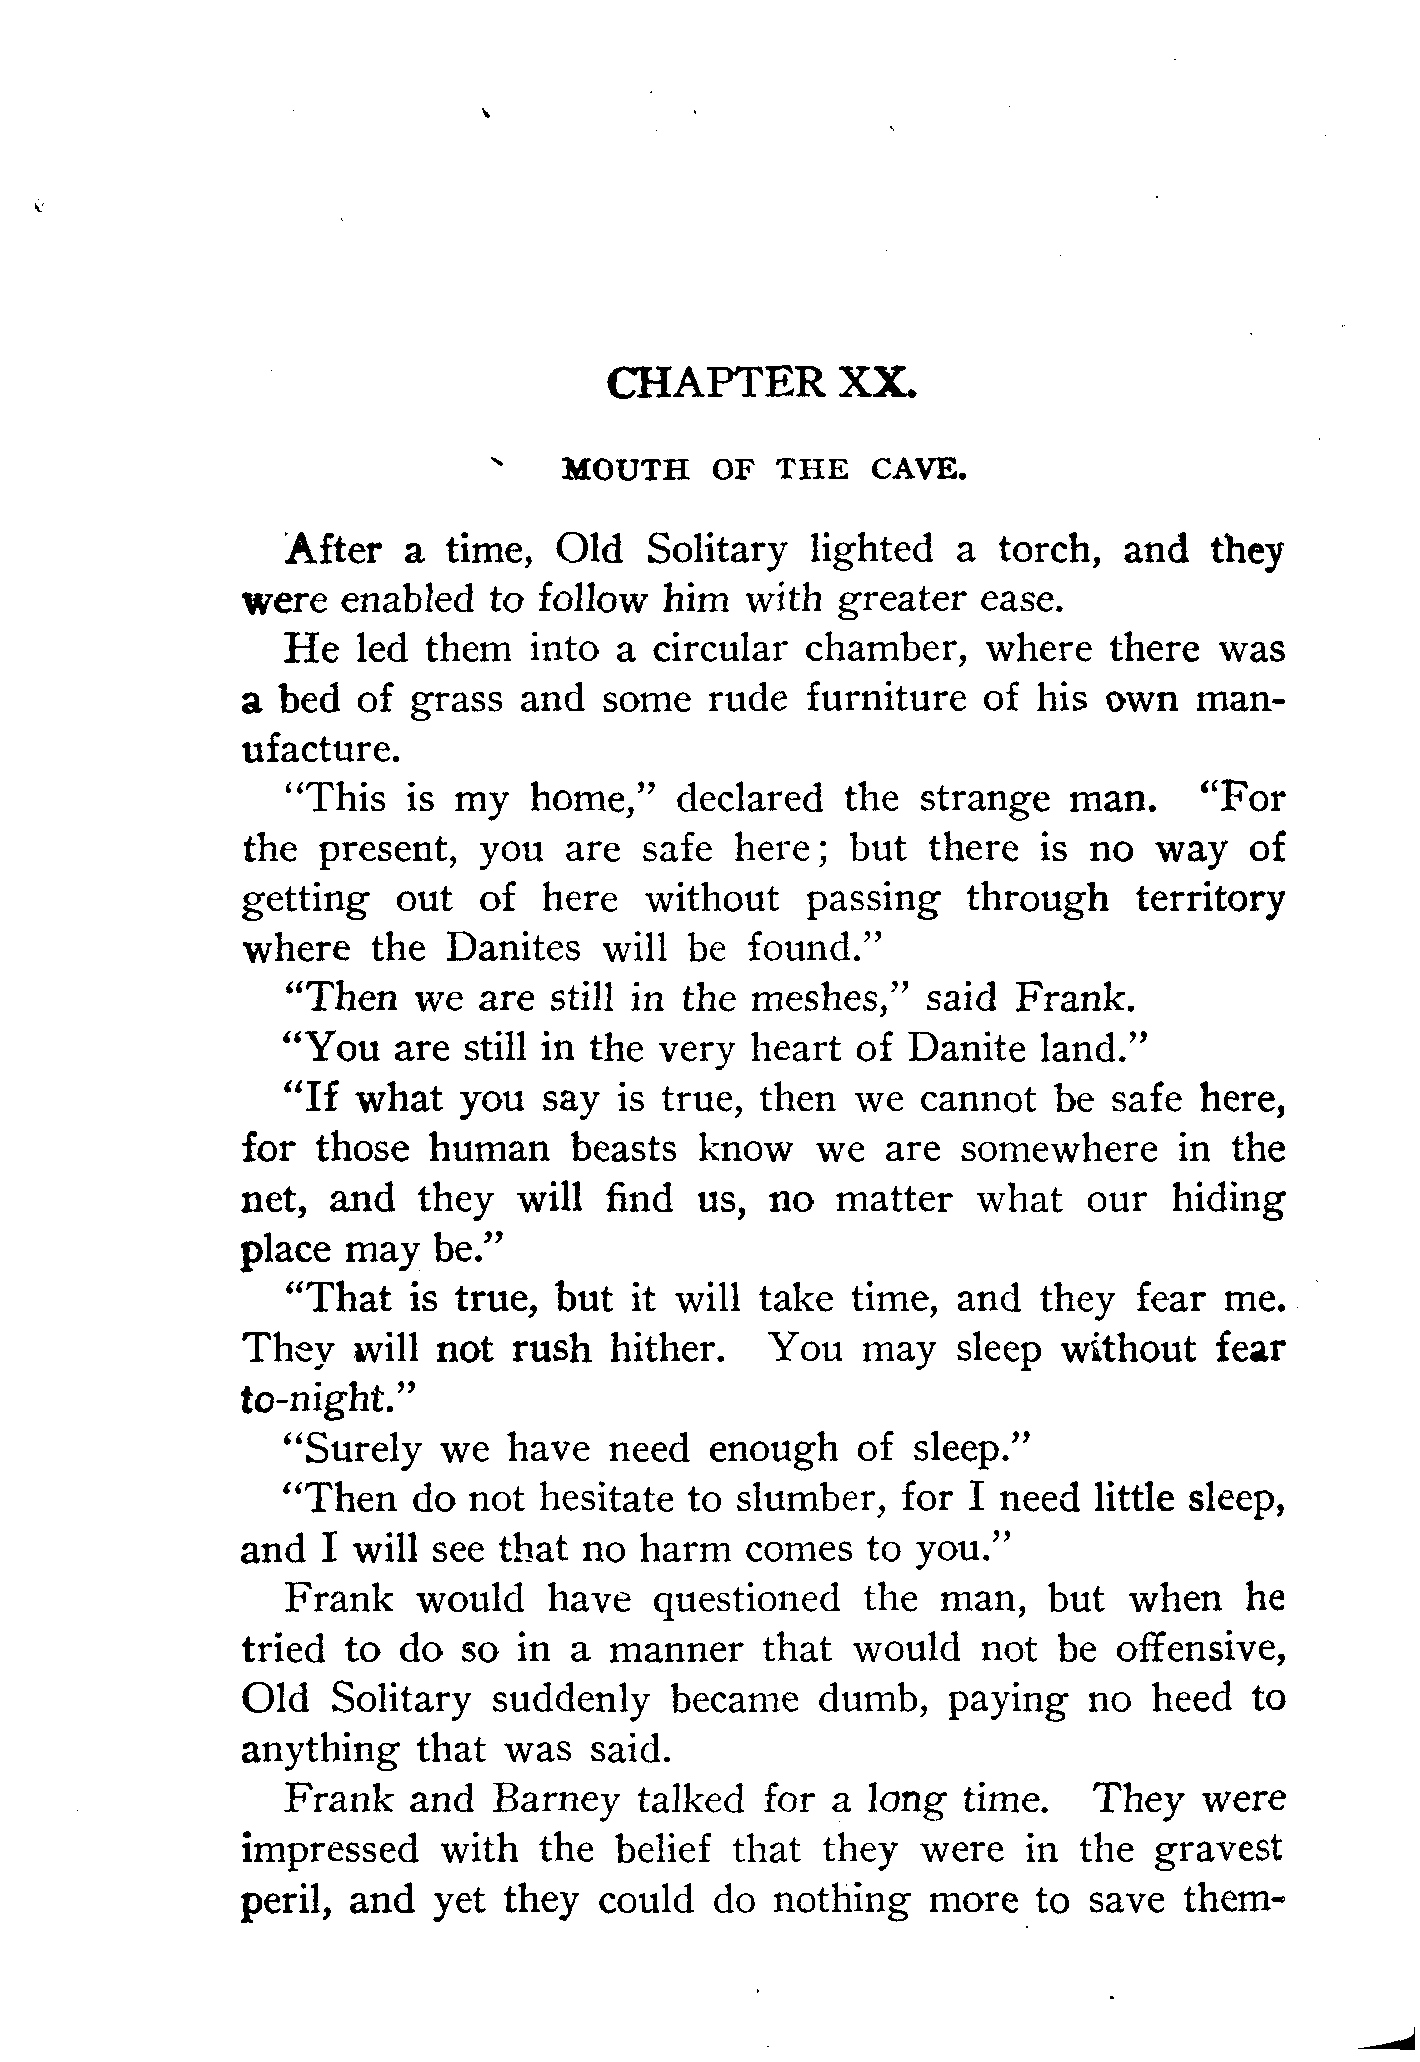 CHAPTER XX.
MOUTH OF THE CAVE.
After a time, Old Solitary lighted a torch, and they
were enabled to follow him with greater ease.
He led them into a circular chamber, where there was
a bed of grass and some rude furniture of his own man-
ufacture.
“This is my home,” declared the strange man. “For
the present, you are safe here; but there is no way of
getting out of here without passing through territory
where the Danites will be found.”
“Then we are still in the meshes,” said Frank.
“You are still in the very heart of Danite land.”
“If what you say is true, then we cannot be safe here,
for those human beasts know we are somewhere in the
net, and they will find us, no matter what our hiding
place may be.”
“That is true, but it will take time, and they fear me.
They will not rush hither. You may sleep without fear
to-night.”
“Surely we have need enough of sleep.”
“Then do not hesitate to slumber, for I need little sleep,
and I will see that no harm comes to you.”
Frank would have questioned the man, but when he
tried to do so in a manner that would not be offensive,
Old Solitary suddenly became dumb, paying no heed to
anything that was said.
Frank and Barney talked for a long time. They were
impressed with the belief that they were in the gravest
peril, and yet they could do nothing more to save them-